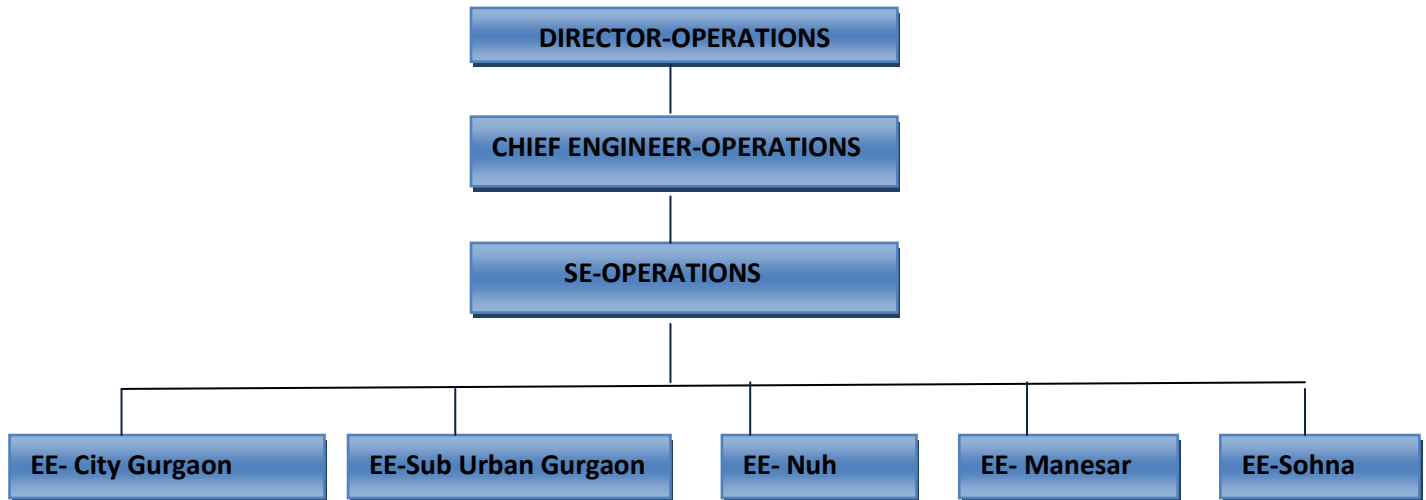 DIRECTOR-OPERATIONS
CHIEF ENGINEER-OPERATIONS
SE-OPERATIONS
EE- City Gurgaon
EE-Sub Urban Gurgaon
EE- Nuh
EE- Manesar
EE-Sohna